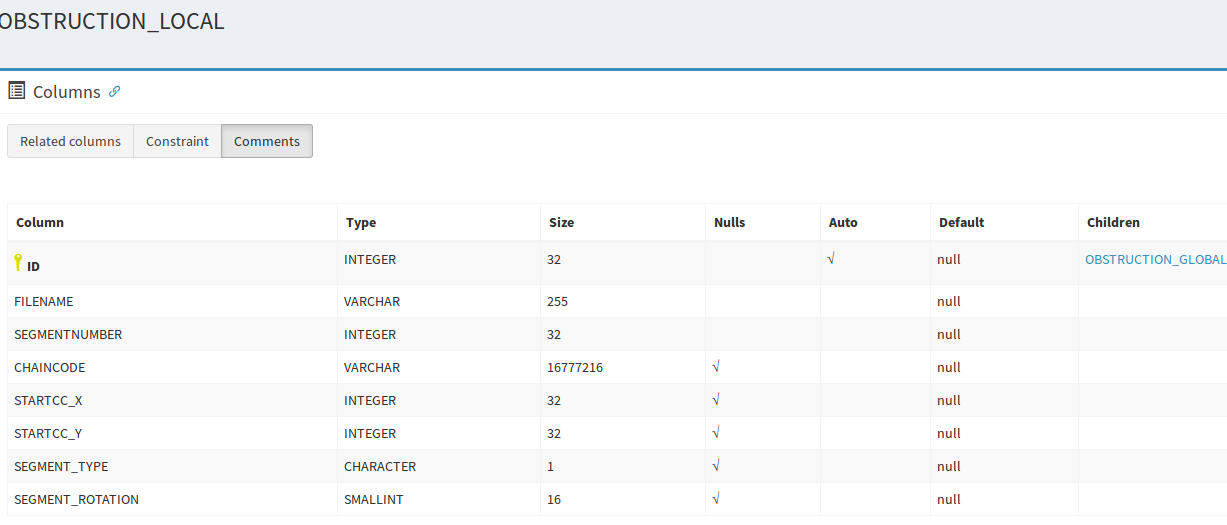 OBSTRUCTION_LOCAL
Columns
Related columns Constraint Comments
Column Type Size Nulls Auto Default Children
ID INTEGER 32 √ null OBSTRUCTION_GLOBAL
FILENAME VARCHAR 255 null
SEGMENTNUMBER INTEGER 32 null
CHAINCODE VARCHAR 16777216 √ null
STARTCC_X INTEGER 32 √ null
STARTCC_Y INTEGER 32 √ null
SEGMENT_TYPE CHARACTER 1 √ null
SEGMENT_ROTATION SMALLINT 16 √ null